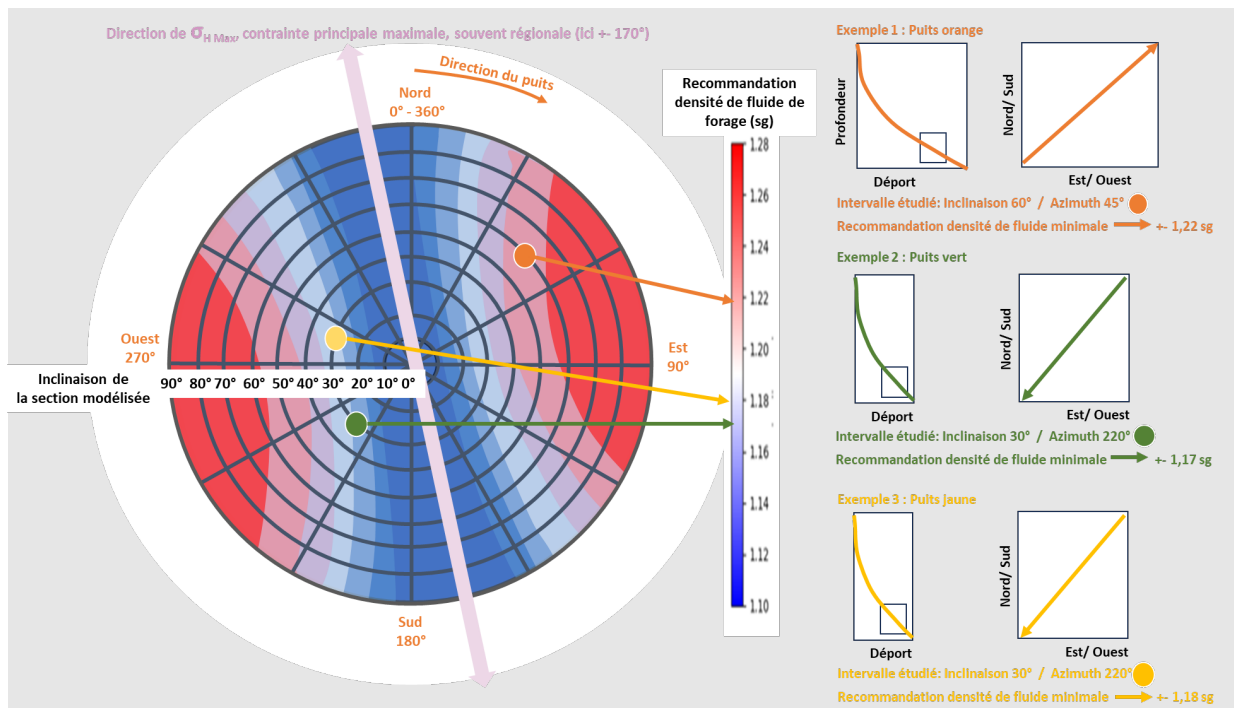 Direction de σH Max, contrainte principale maximale, souvent régionale (ici +- 170°)
Direction du puits
Nord
0° - 360°
Ouest
270°
Est
90°
Sud
180°
Inclinaison de
la section modélisée
90° 80° 70° 60° 50° 40° 30° 20° 10° 0°
Recommandation
densité de fluide de
forage (sg)
1.28
1.26
1.24
1.22
1.20
1.18
1.16
1.14
1.12
1.10
Exemple 1 : Puits orange
Profondeur
Déport
Nord/ Sud
Est/ Ouest
Intervalle étudié: Inclinaison 60° / Azimuth 45°
Recommandation densité de fluide minimale +- 1,22 sg
Exemple 2 : Puits vert
Déport
Nord/ Sud
Est/ Ouest
Intervalle étudié: Inclinaison 30° / Azimuth 220°
Recommandation densité de fluide minimale +- 1,17 sg
Exemple 3 : Puits jaune
Déport
Nord/ Sud
Est/ Ouest
Intervalle étudié: Inclinaison 30° / Azimuth 220°
Recommandation densité de fluide minimale +- 1,18 sg